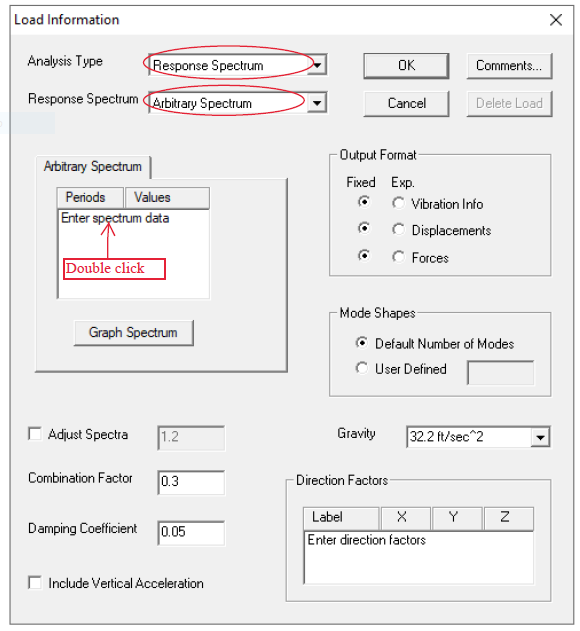 Load Information
Analysis Type
Response Spectrum
OK
Comments...
Response Spectrum
Arbitrary Spectrum
Cancel
Delete Load
Arbitrary Spectrum
Periods Values
Enter spectrum data
Double click
Graph Spectrum
Output Format
Fixed Exp.
Vibration Info
Displacements
Forces
Mode Shapes
Default Number of Modes
User Defined
Adjust Spectra 1.2
Gravity 32.2 ft/sec^2
Combination Factor 0.3
Damping Coefficient 0.05
Include Vertical Acceleration
Direction Factors
Label X Y Z
Enter direction factors